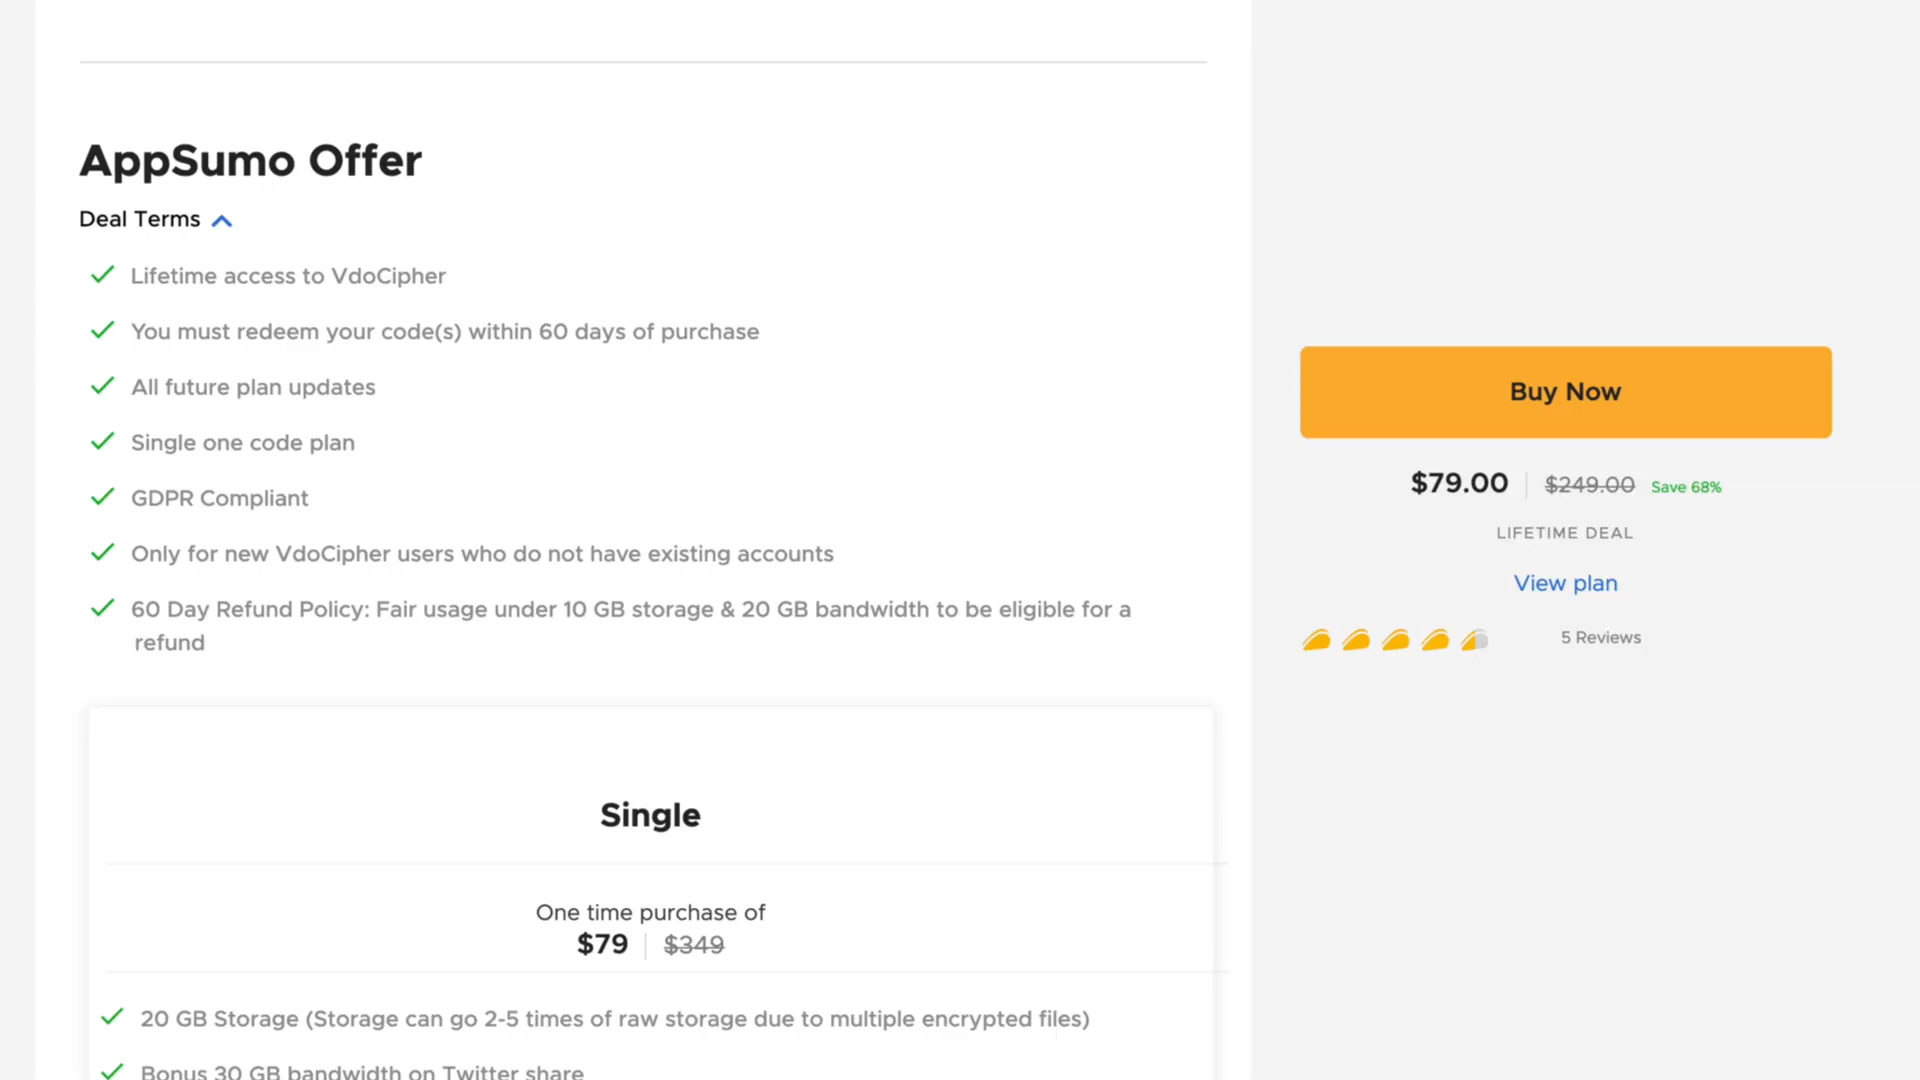 AppSumo Offer
Deal Terms
Lifetime access to VdoCipher
You must redeem your code(s) within 60 days of purchase
All future plan updates
Single one code plan
GDPR Compliant
Only for new VdoCipher users who do not have existing accounts
60 Day Refund Policy: Fair usage under 10 GB storage & 20 GB bandwidth to be eligible for a
refund
Single
One time purchase of
$79 $349
20 GB Storage (Storage can go 2-5 times of raw storage due to multiple encrypted files)
Bonus 30 GB bandwidth on Twitter share
Buy Now
$79.00 $249.00 Save 68%
LIFETIME DEAL
View plan
5 Reviews